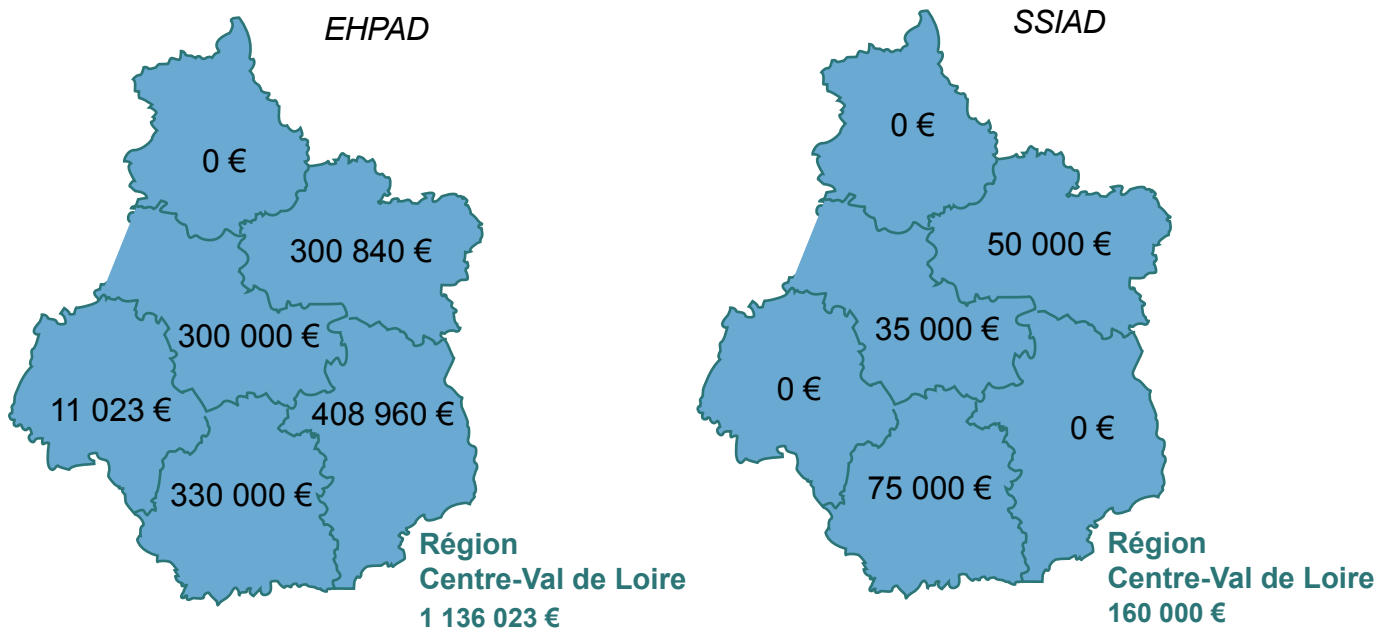 EHPAD
0 €
300 840 €
300 000 €
11 023 €
408 960 €
330 000 €
Région
Centre-Val de Loire
1 136 023 €
SSIAD
0 €
50 000 €
35 000 €
0 €
0 €
75 000 €
Région
Centre-Val de Loire
160 000 €